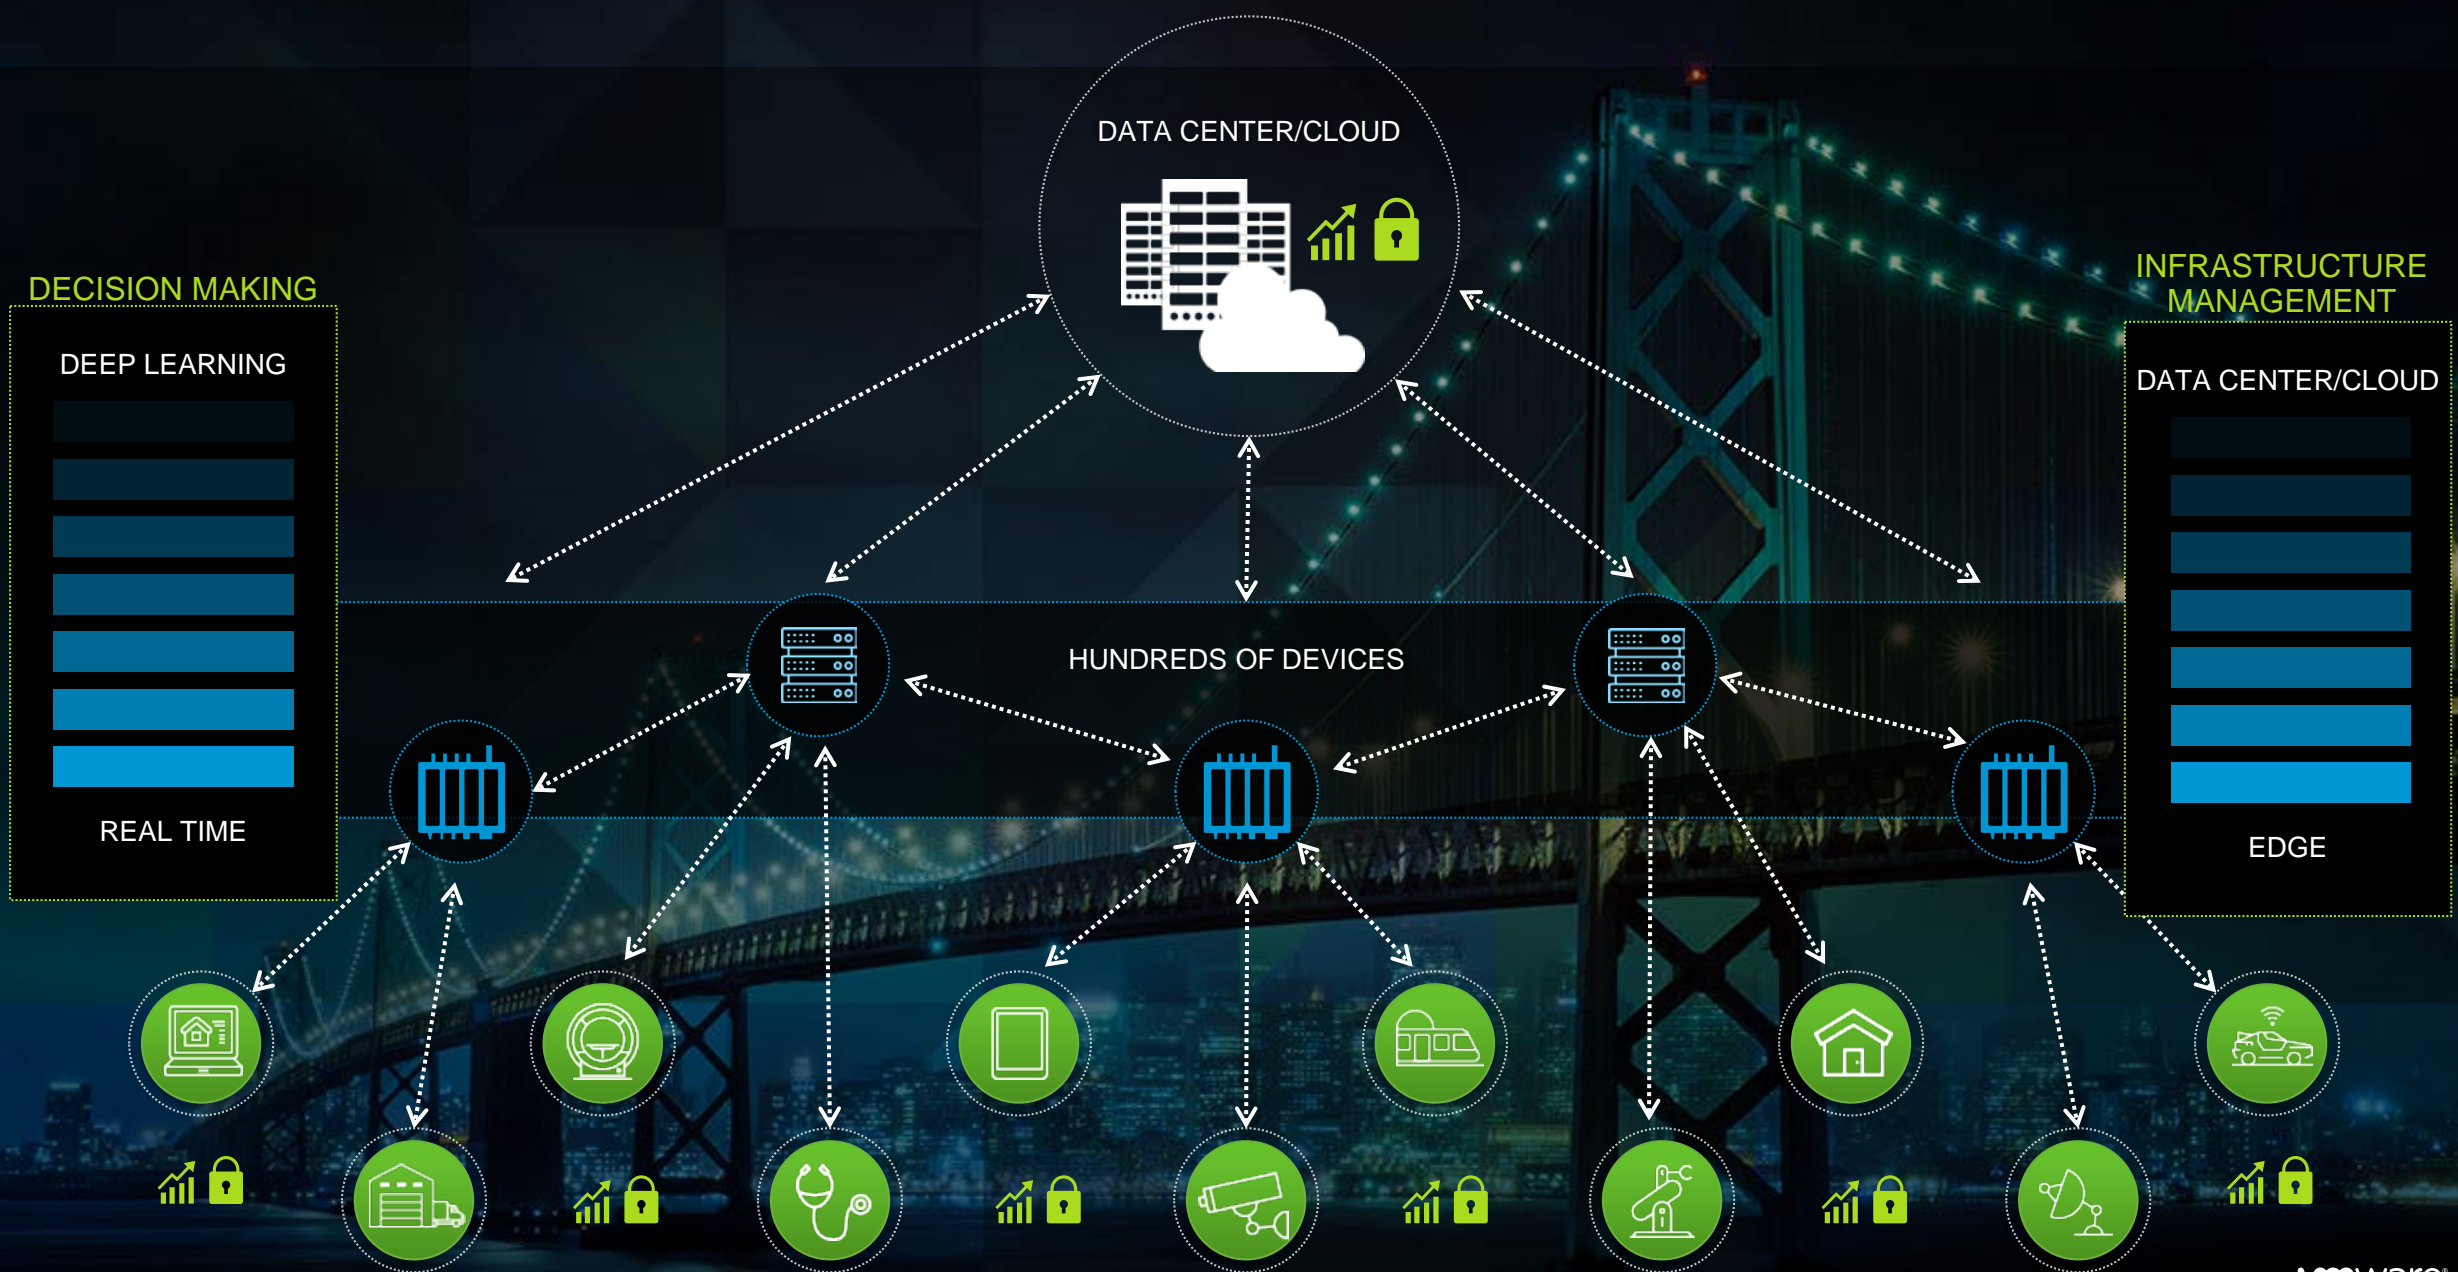 DATA CENTER/CLOUD
DECISION MAKING
DEEP LEARNING
REAL TIME
HUNDREDS OF DEVICES
INFRASTRUCTURE
MANAGEMENT
DATA CENTER/CLOUD
EDGE